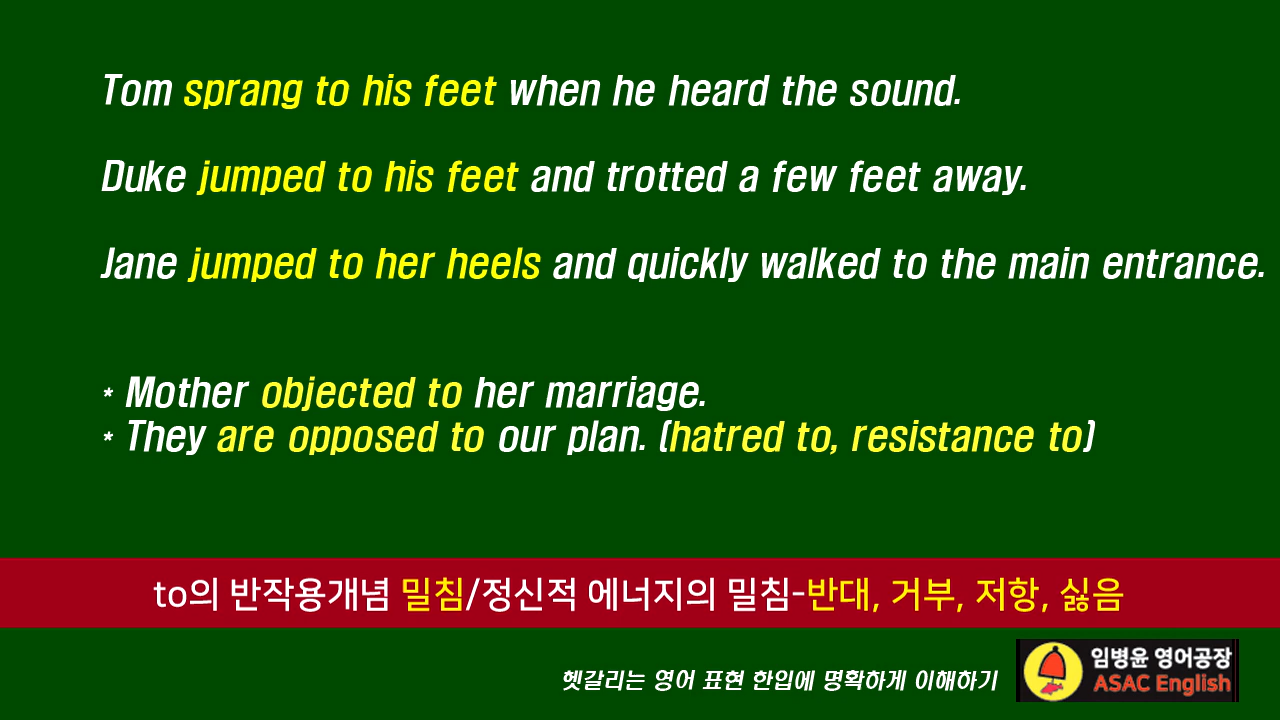 Tom sprang to his feet when he heard the sound.
Duke jumped to his feet and trotted a few feet away.
Jane jumped to her heels and quickly walked to the main entrance.
* Mother objected to her marriage.
* They are opposed to our plan. (hatred to, resistance to)
to의 반작용개념 밀침/정신적 에너지의 밀침-반대, 거부, 저항, 싫음
헷갈리는 영어 표현 한입에 명확하게 이해하기
임병윤 영어공장
ASAC English